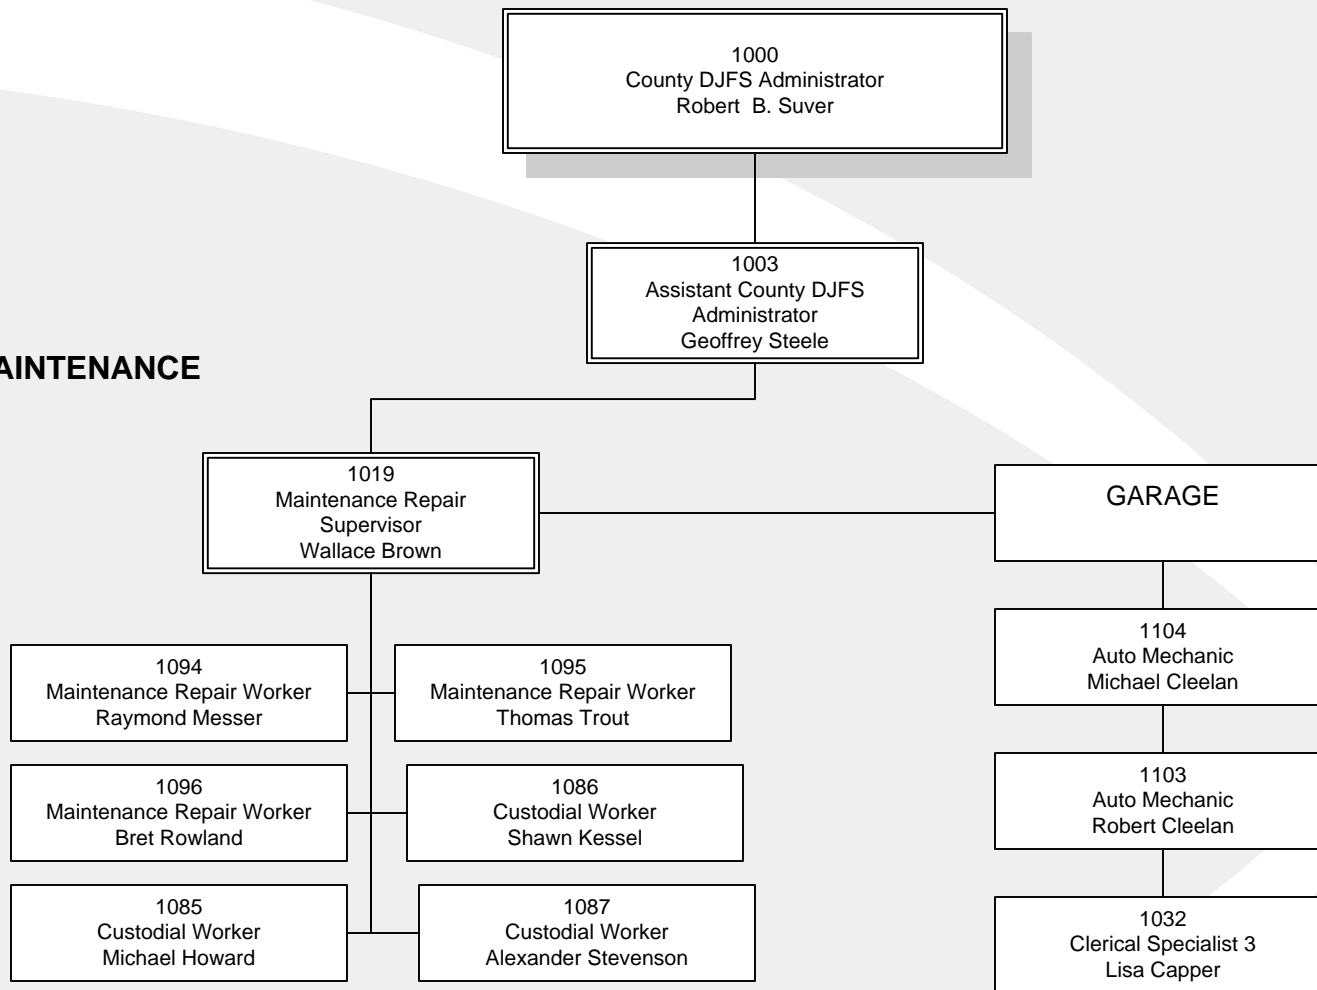 1000
County DJFS Administrator
Robert B. Suver
1003
Assistant County DJFS
Administrator
Geoffrey Steele
AINTENANCE
1019
Maintenance Repair
Supervisor
Wallace Brown
GARAGE
1094
Maintenance Repair Worker
Raymond Messer
1095
Maintenance Repair Worker
Thomas Trout
1104
Auto Mechanic
Michael Cleelan
1096
Maintenance Repair Worker
Bret Rowland
1086
Custodial Worker
Shawn Kessel
1103
Auto Mechanic
Robert Cleelan
1085
Custodial Worker
Michael Howard
1087
Custodial Worker
Alexander Stevenson
1032
Clerical Specialist 3
Lisa Capper